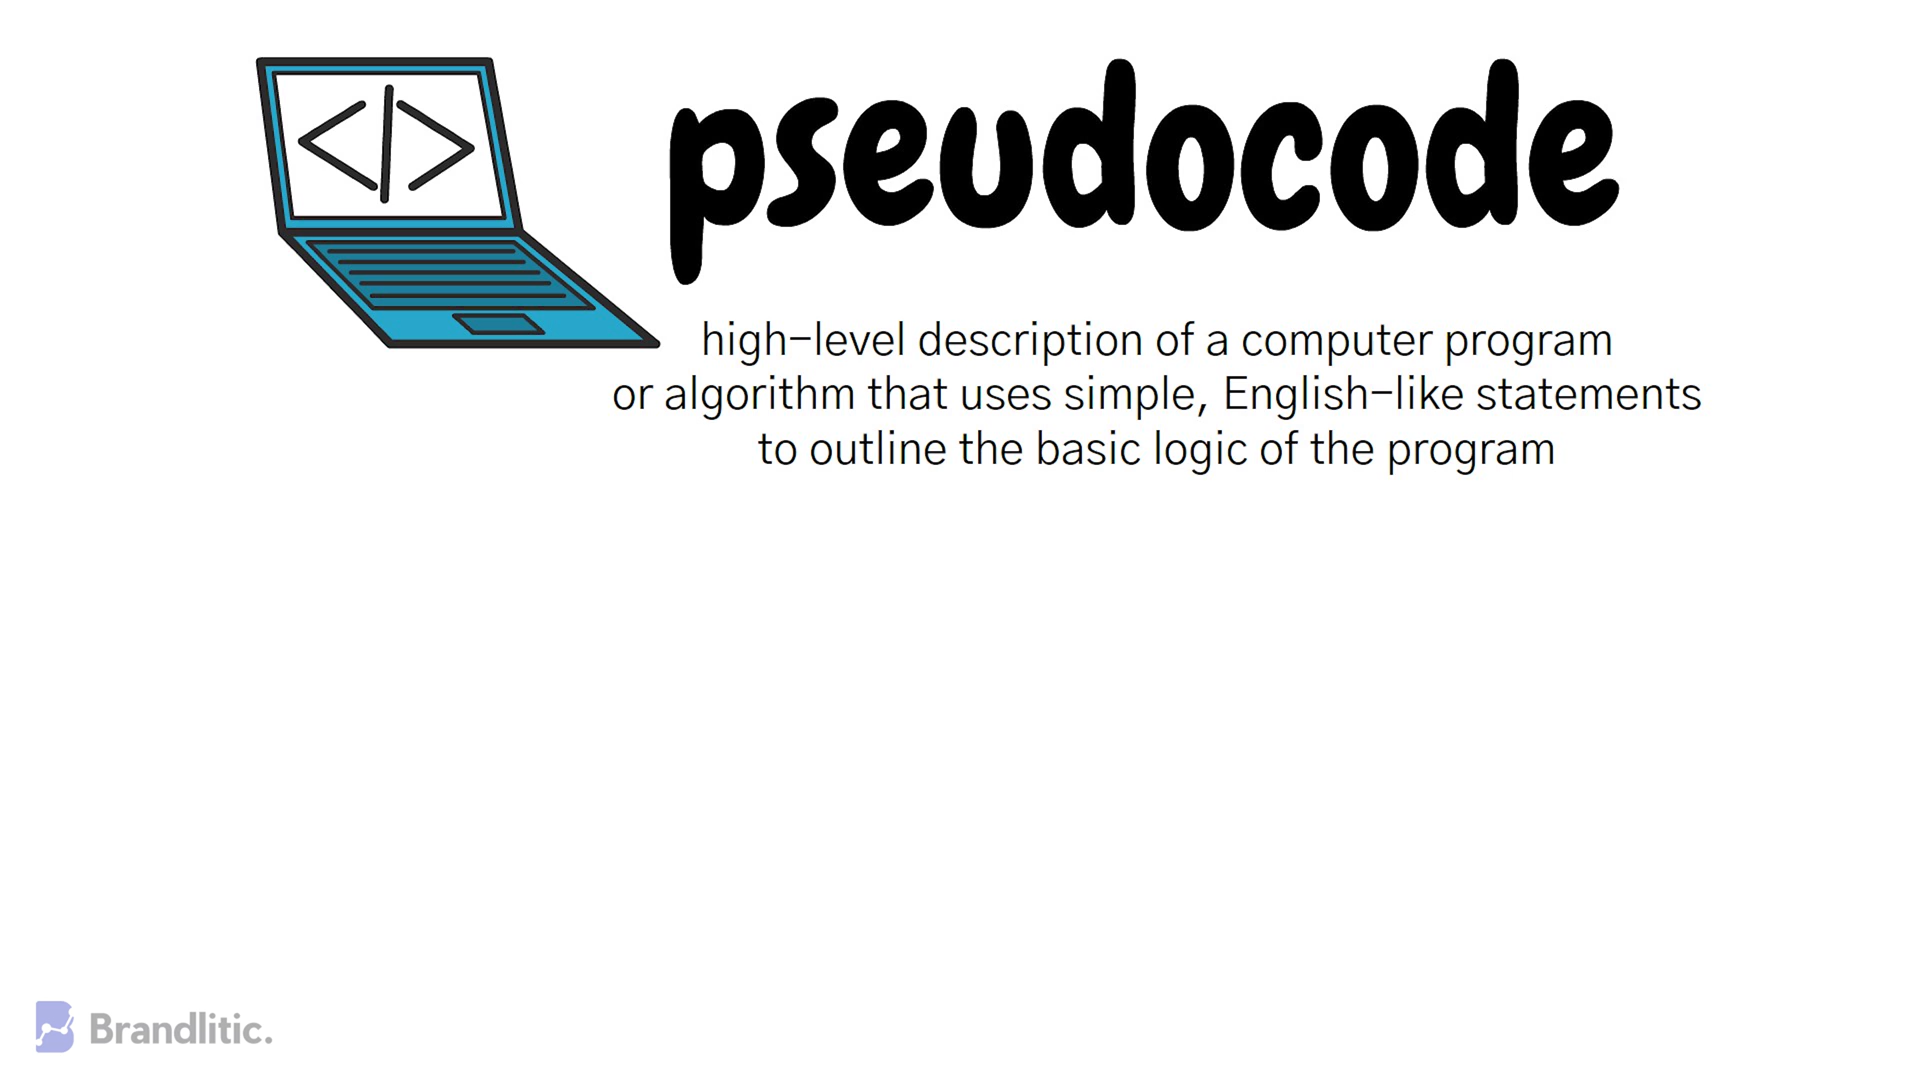 </>
pseudocode
high-level description of a computer program
or algorithm that uses simple, English-like statements
to outline the basic logic of the program
Brandlitic.